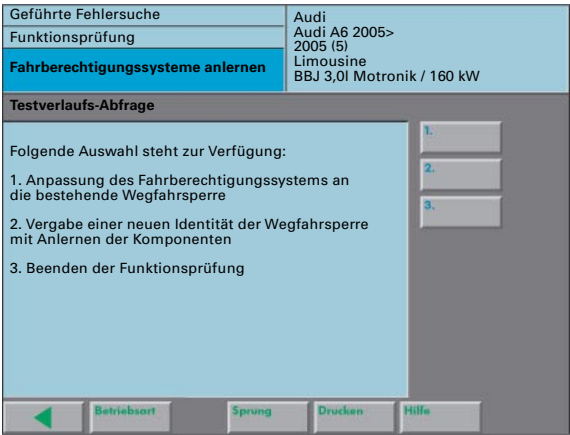 Geführte Fehlersuche
Funktionsprüfung
Fahrberechtigungssysteme anlernen
Audi
Audi A6 2005>
2005 (5)
Limousine
BBJ 3,0l Motronik / 160 kW
Testverlaufs-Abfrage
Folgende Auswahl steht zur Verfügung:
1. Anpassung des Fahrberechtigungssystems an
die bestehende Wegfahrsperre
2. Vergabe einer neuen Identität der Wegfahrsperre
mit Anlernen der Komponenten
3. Beenden der Funktionsprüfung
1.
2.
3.
Betriebsart
Sprung
Drucken
Hilfe